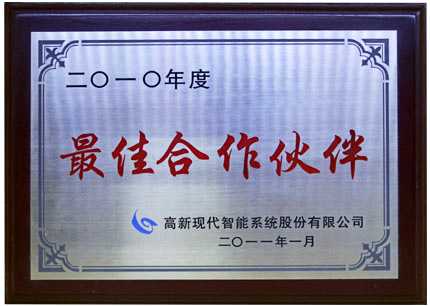 二〇一〇年度
最佳合作伙伴
高新现代智能系统股份有限公司
二〇一一年一月